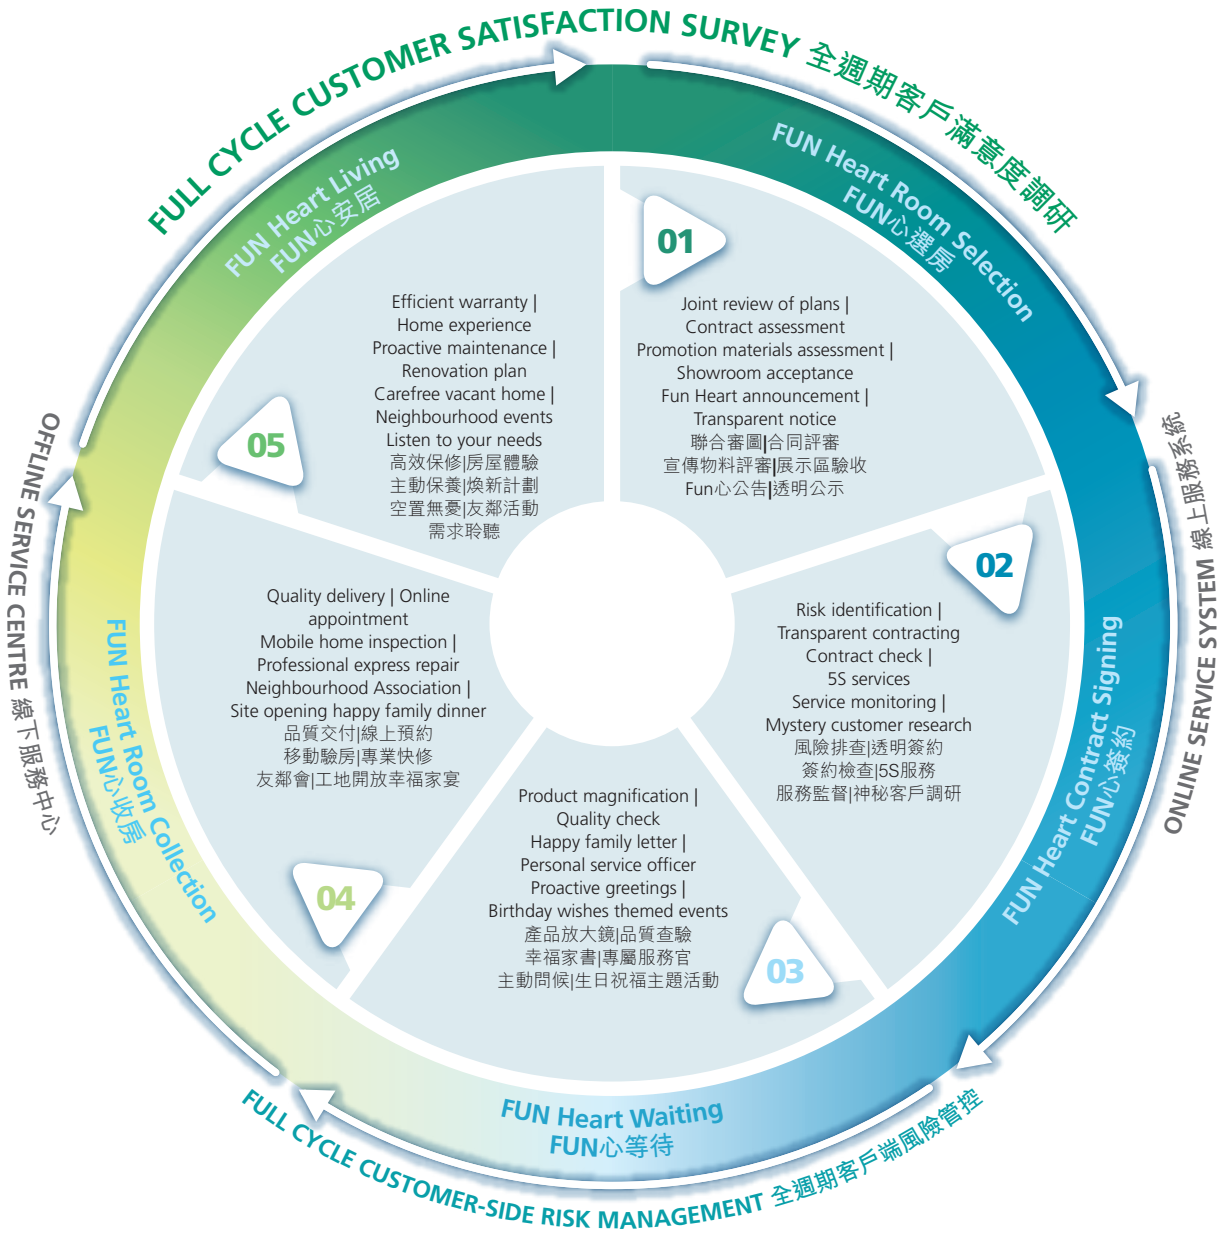 FULL CYCLE CUSTOMER SATISFACTION SURVEY 全週期客戶滿意度調研
FUN Heart Room Selection
FUN心選房
01
Joint review of plans |
Contract assessment
Promotion materials assessment |
Showroom acceptance
Fun Heart announcement |
Transparent notice
聯合審圖|合同評審
宣傳物料評審|展示區驗收
Fun心公告|透明公示
ONLINE SERVICE SYSTEM 線上服務系統
FUN Heart Contract Signing
FUN心簽約
02
Risk identification |
Transparent contracting
Contract check |
5S services
Service monitoring |
Mystery customer research
風險排查|透明簽約
簽約檢查|5S服務
服務監督|神秘客戶調研
FUN Heart Waiting
FUN心等待
03
Product magnification |
Quality check
Happy family letter |
Personal service officer
Proactive greetings |
Birthday wishes themed events
產品放大鏡|品質查驗
幸福家書|專屬服務官
主動問候|生日祝福主題活動
FULL CYCLE CUSTOMER-SIDE RISK MANAGEMENT 全週期客戶端風險管控
FUN Heart Room Collection
FUN心收房
04
Quality delivery | Online
appointment
Mobile home inspection |
Professional express repair
Neighbourhood Association |
Site opening happy family dinner
品質交付|線上預約
移動驗房|專業快修
友鄰會|工地開放幸福家宴
OFFLINE SERVICE CENTRE 線下服務中心
FUN Heart Living
FUN心安居
05
Efficient warranty |
Home experience
Proactive maintenance |
Renovation plan
Carefree vacant home |
Neighbourhood events
Listen to your needs
高效保修|房屋體驗
主動保養|煥新計劃
空置無憂|友鄰活動
需求聆聽